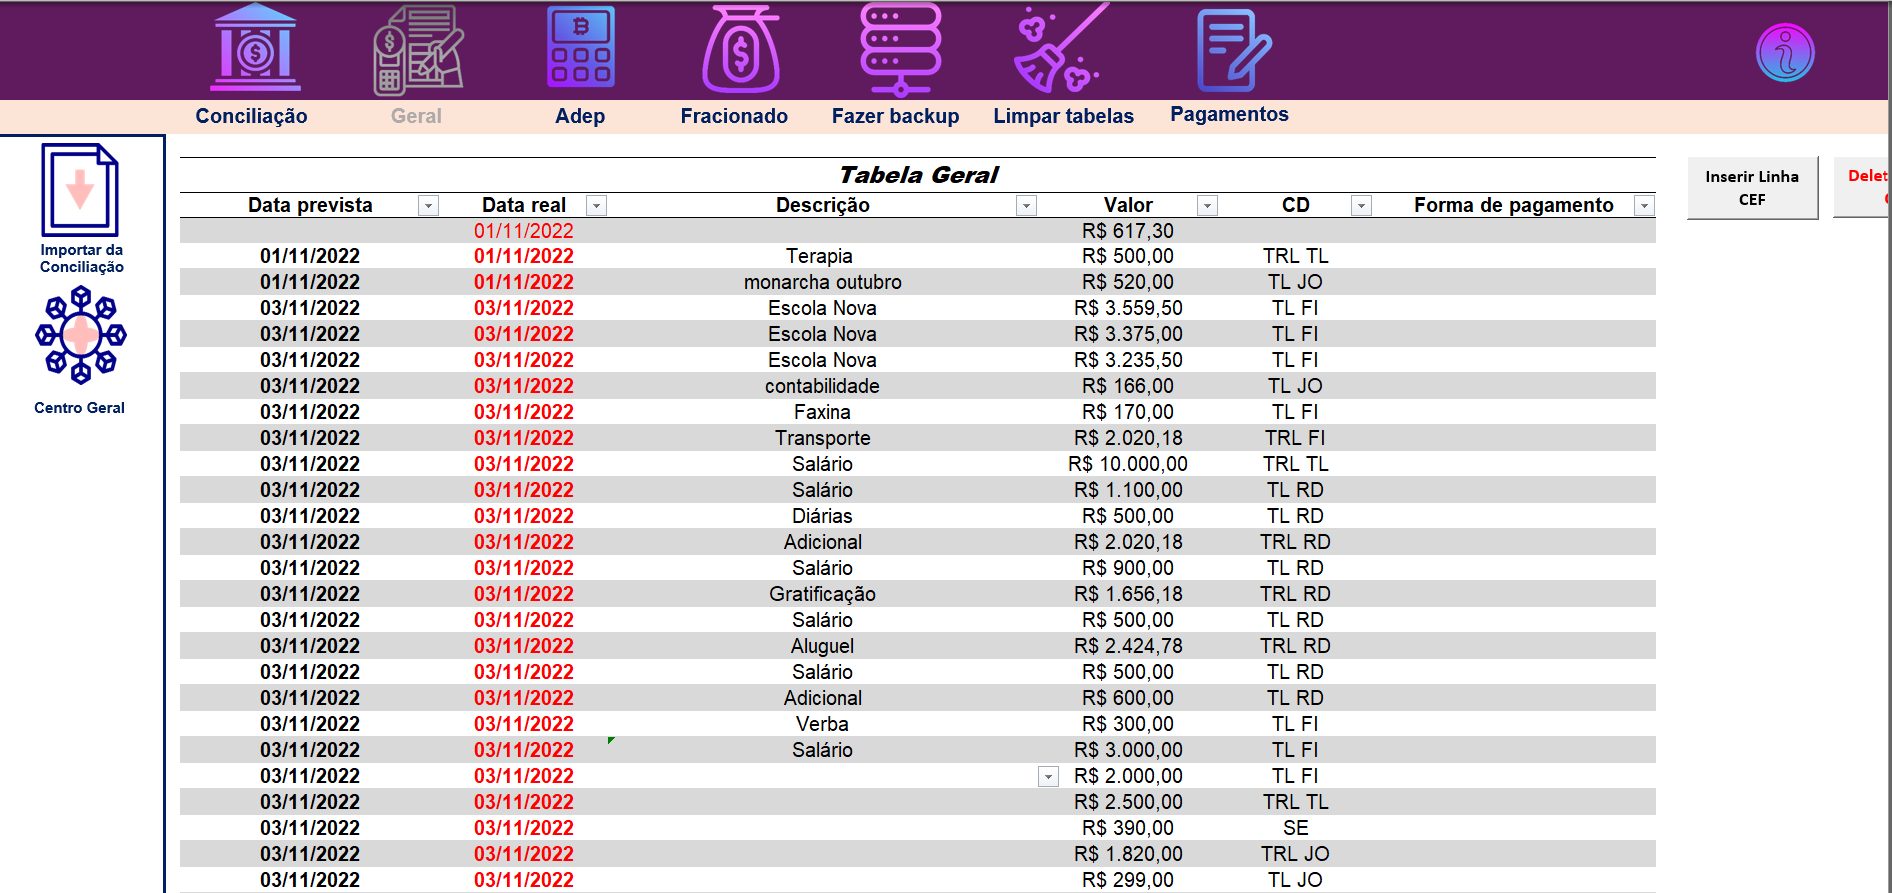 Conciliação Geral Adep Fracionado Fazer backup Limpar tabelas Pagamentos
Importar da
Conciliação
Centro Geral
Tabela Geral
Inserir Linha
CEF
Delet
Data prevista Data real Descrição Valor CD Forma de pagamento
01/11/2022 R$ 617,30
01/11/2022 01/11/2022 Terapia R$ 500,00 TRL TL
01/11/2022 01/11/2022 monarcha outubro R$ 520,00 TL JO
03/11/2022 03/11/2022 Escola Nova R$ 3.559,50 TL FI
03/11/2022 03/11/2022 Escola Nova R$ 3.375,00 TL FI
03/11/2022 03/11/2022 Escola Nova R$ 3.235,50 TL FI
03/11/2022 03/11/2022 contabilidade R$ 166,00 TL JO
03/11/2022 03/11/2022 Faxina R$ 170,00 TL FI
03/11/2022 03/11/2022 Transporte R$ 2.020,18 TRL FI
03/11/2022 03/11/2022 Salário R$ 10.000,00 TRL TL
03/11/2022 03/11/2022 Salário R$ 1.100,00 TL RD
03/11/2022 03/11/2022 Diárias R$ 500,00 TL RD
03/11/2022 03/11/2022 Adicional R$ 2.020,18 TRL RD
03/11/2022 03/11/2022 Salário R$ 900,00 TL RD
03/11/2022 03/11/2022 Gratificação R$ 1.656,18 TRL RD
03/11/2022 03/11/2022 Salário R$ 500,00 TL RD
03/11/2022 03/11/2022 Aluguel R$ 2.424,78 TRL RD
03/11/2022 03/11/2022 Salário R$ 500,00 TL RD
03/11/2022 03/11/2022 Adicional R$ 600,00 TL RD
03/11/2022 03/11/2022 Verba R$ 300,00 TL FI
03/11/2022 03/11/2022 Salário R$ 3.000,00 TL FI
03/11/2022 03/11/2022 R$ 2.000,00 TL FI
03/11/2022 03/11/2022 R$ 2.500,00 TRL TL
03/11/2022 03/11/2022 R$ 390,00 SE
03/11/2022 03/11/2022 R$ 1.820,00 TRL JO
03/11/2022 03/11/2022 R$ 299,00 TL JO